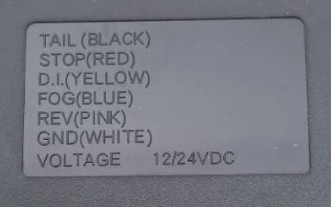 TAIL (BLACK)
STOP(RED)
D.I.(YELLOW)
FOG(BLUE)
REV(PINK)
GND(WHITE)
VOLTAGE 12/24VDC